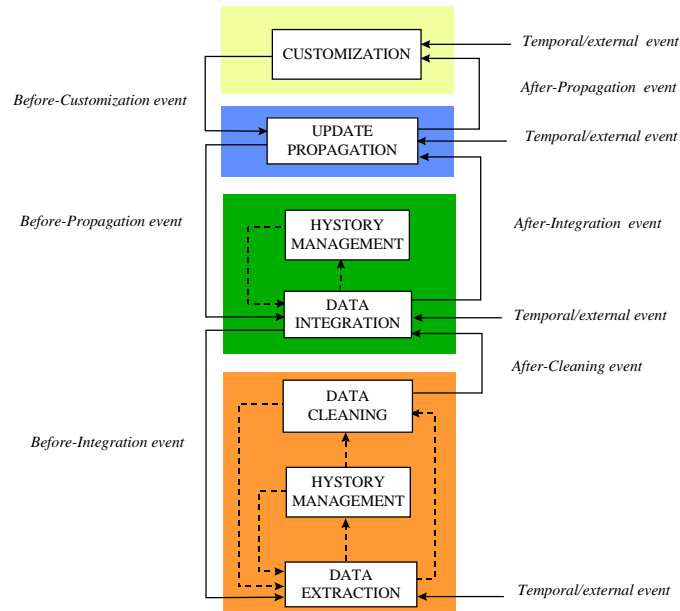 CUSTOMIZATION
Temporal/external event
Before-Customization event
After-Propagation event
UPDATE
PROPAGATION
Temporal/external event
Before-Propagation event
HYSTORY
MANAGEMENT
After-Integration event
DATA
INTEGRATION
Temporal/external event
After-Cleaning event
DATA
CLEANING
Before-Integration event
HYSTORY
MANAGEMENT
DATA
EXTRACTION
Temporal/external event